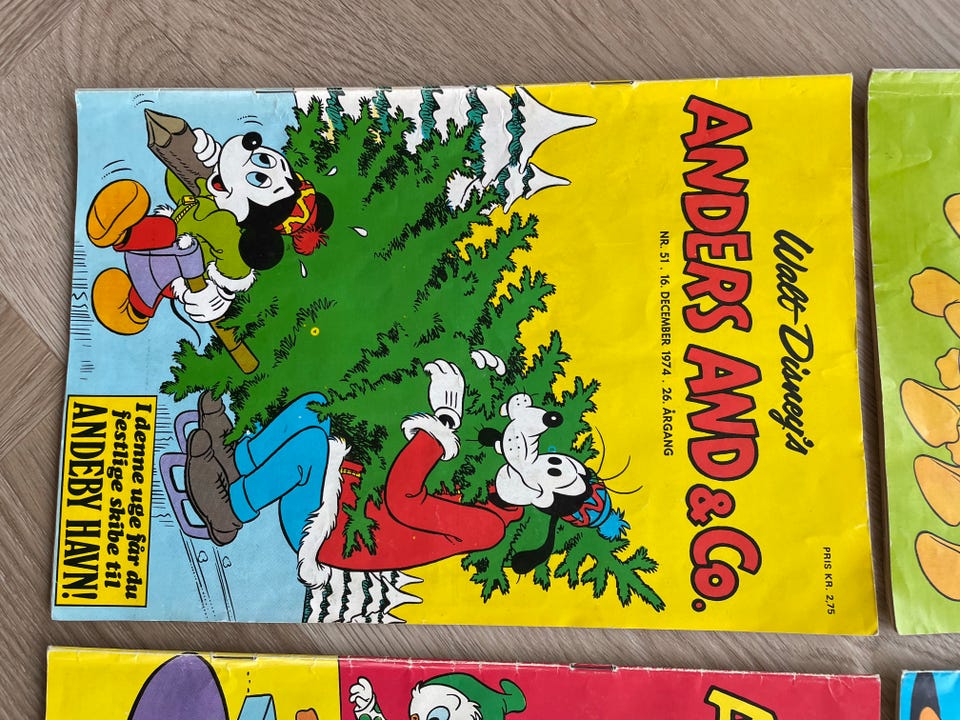 Walt Disney's
ANDERS AND & Co.
NR. 51 . 16. DECEMBER 1974 . 26. ÅRGANG
PRIS KR. 2,75
I denne uge får du
festlige skibe til
ANDEBY HAVN!
A